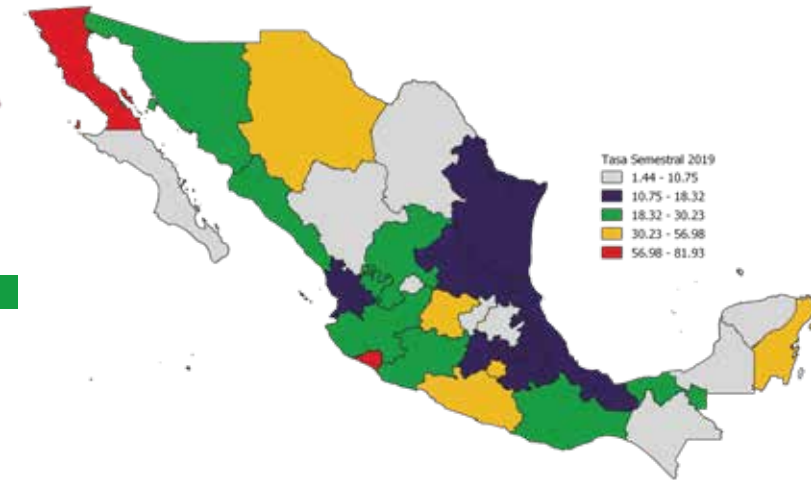 Tasa Semestral 2019
1.44 - 10.75
10.75 - 18.32
18.32 - 30.23
30.23 - 56.98
56.98 - 81.93